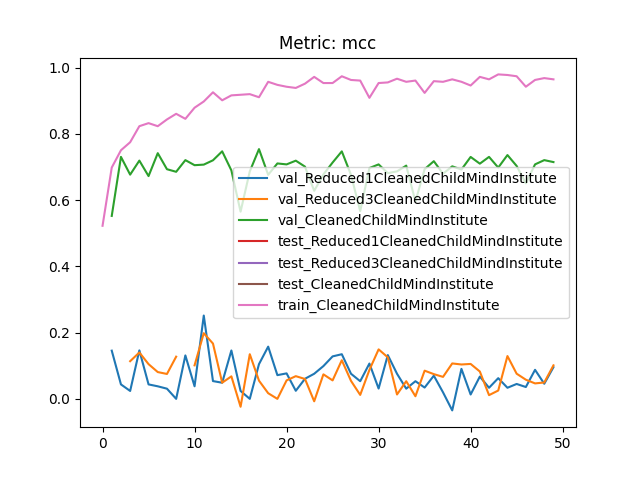 Metric: mcc
1.0
0.8
0.6
0.4
0.2
0.0
val_Reduced1CleanedChildMindInstitute
val_Reduced3CleanedChildMindInstitute
val_CleanedChildMindInstitute
test_Reduced1CleanedChildMindInstitute
test_Reduced3CleanedChildMindInstitute
test_CleanedChildMindInstitute
train_CleanedChildMindInstitute
0 10 20 30 40 50